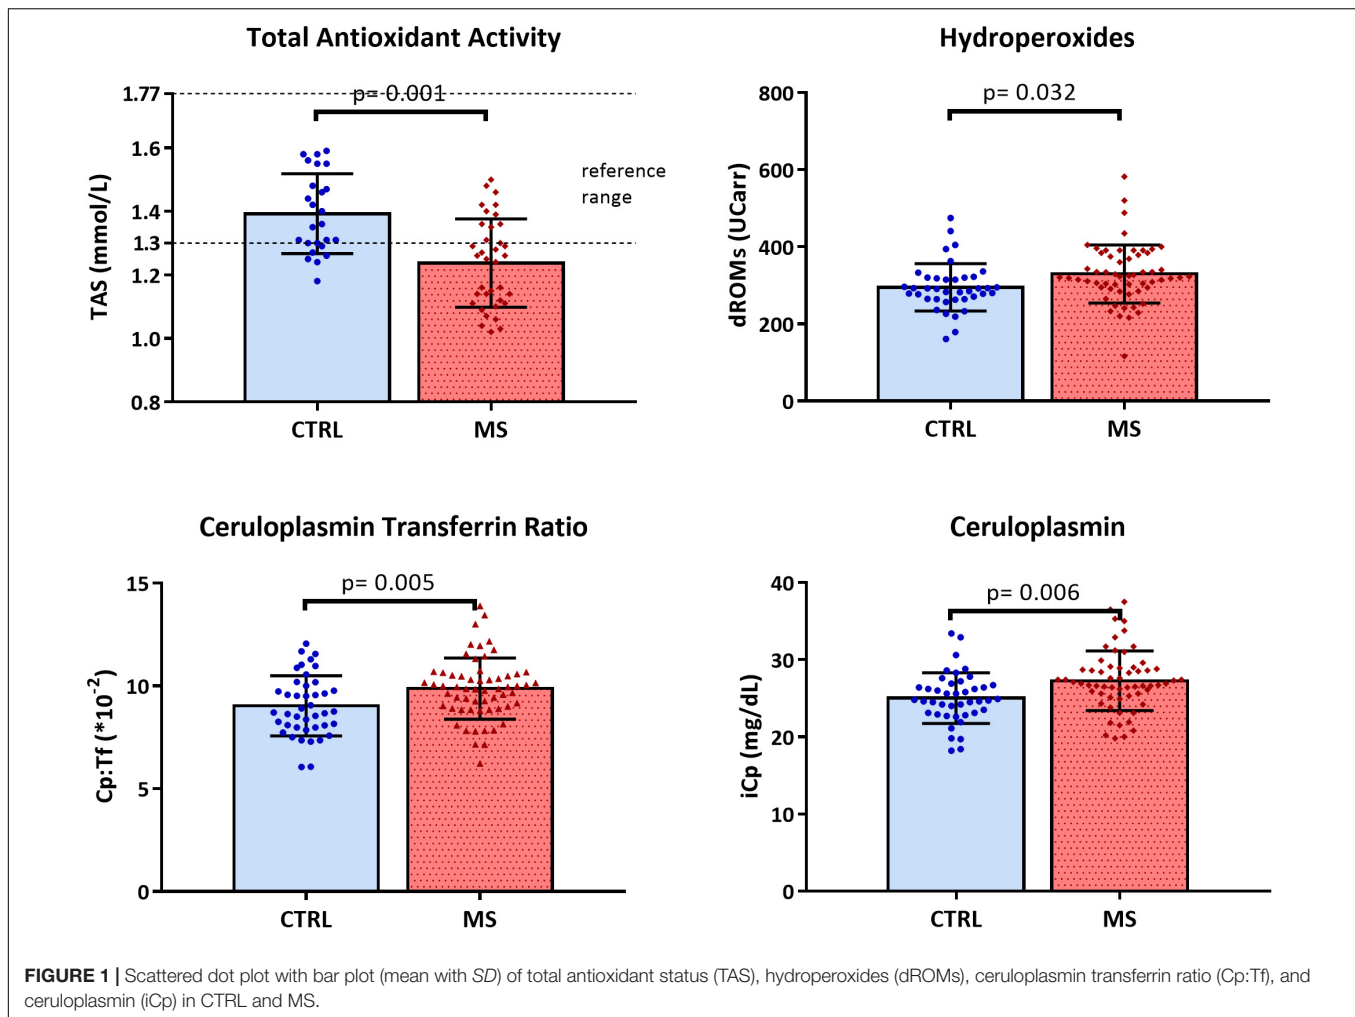 Total Antioxidant Activity
1.77
1.6
1.4
1.3
1.2
1.0
0.8
TAS (mmol/L)
p= 0.001
reference
range
CTRL
MS
Hydroperoxides
800
600
400
200
0
dROMs (UCarr)
p= 0.032
CTRL
MS
Ceruloplasmin Transferrin Ratio
15
10
5
0
Cp:Tf (*10⁻²)
p= 0.005
CTRL
MS
Ceruloplasmin
40
30
20
10
0
iCp (mg/dL)
p= 0.006
CTRL
MS
FIGURE 1 | Scattered dot plot with bar plot (mean with SD) of total antioxidant status (TAS), hydroperoxides (dROMs), ceruloplasmin transferrin ratio (Cp:Tf), and
ceruloplasmin (iCp) in CTRL and MS.